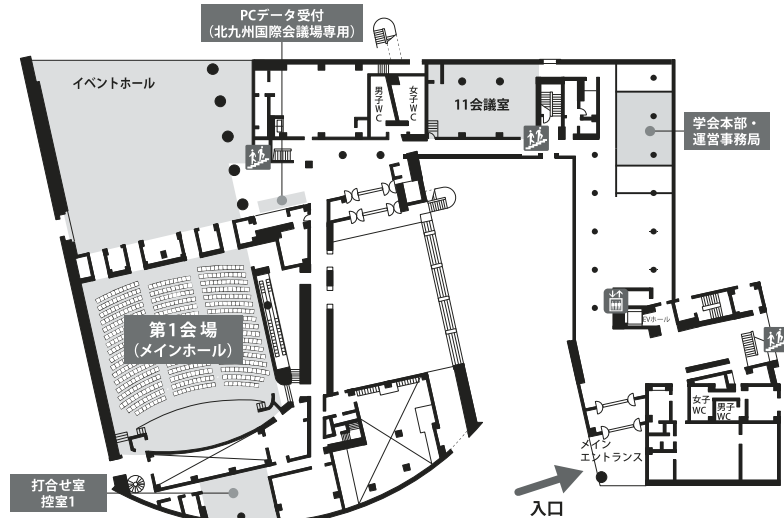 PCデータ受付
（北九州国際会議場専用）
イベントホール
男子WC
女子WC
11会議室
学会本部・
運営事務局
第1会場
（メインホール）
EVホール
女子
WC
男子
WC
メイン
エントランス
打合せ室
控室1
入口